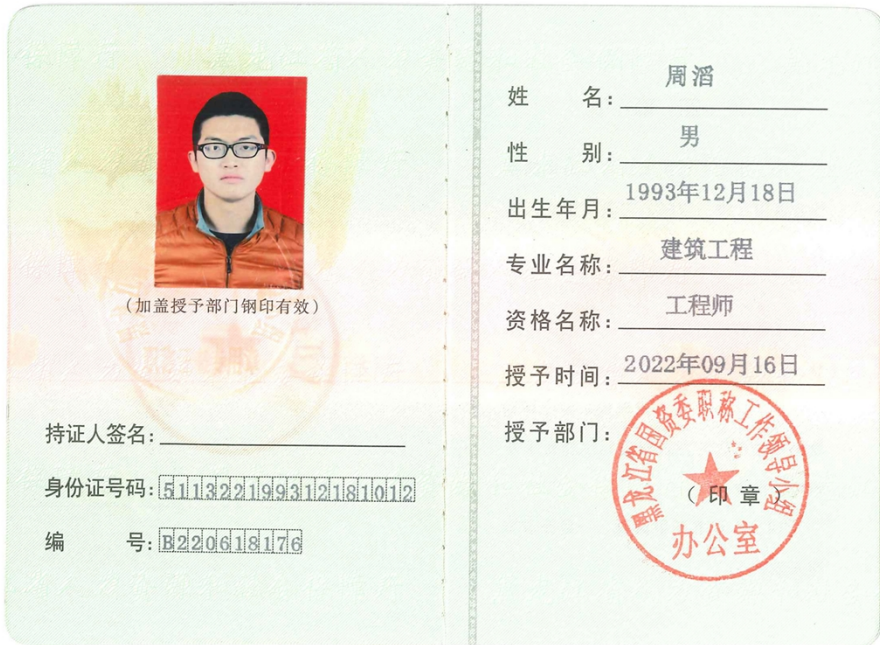 (加盖授予部门钢印有效)
持证人签名:
身份证号码: 511322199312181012
编 号: B220618176
姓 名: 周滔
性 别: 男
出生年月: 1993年12月18日
专业名称: 建筑工程
资格名称: 工程师
授予时间: 2022年09月16日
授予部门:
黑龙江省国资委职称工作领导小组
(印章)
办公室